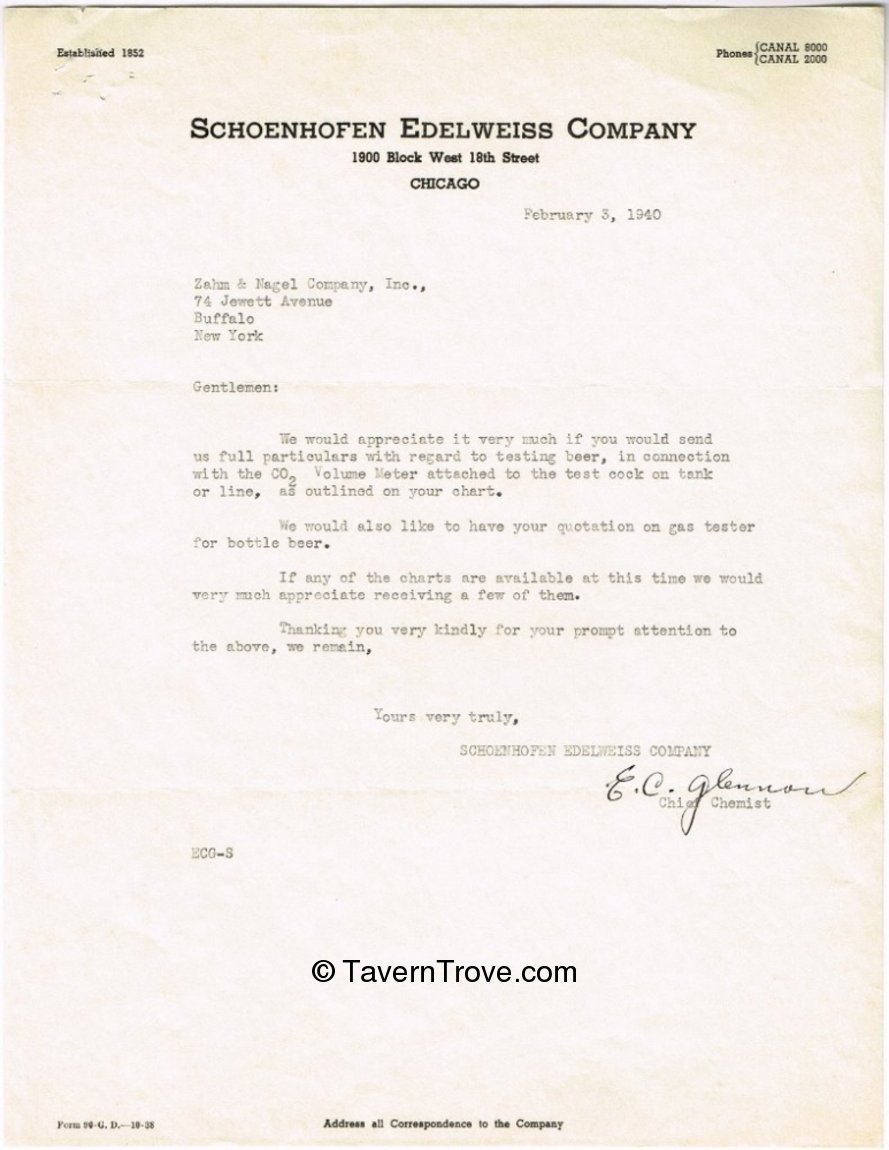 Established 1852
Phones { CANAL 8000
CANAL 2000
SCHOENHOFEN EDELWEISS COMPANY
1900 Block West 18th Street
CHICAGO
February 3, 1940
Zahm & Nagel Company, Inc.,
74 Jewett Avenue
Buffalo
New York
Gentlemen:
We would appreciate it very much if you would send
us full particulars with regard to testing beer, in connection
with the CO2 Volume Meter attached to the test cock on tank
or line, as outlined on your chart.
We would also like to have your quotation on gas tester
for bottle beer.
If any of the charts are available at this time we would
very much appreciate receiving a few of them.
Thanking you very kindly for your prompt attention to
the above, we remain,
Yours very truly,
SCHOENHOFEN EDELWEISS COMPANY
E. C. Glennon
Chief Chemist
ECG-S
© TavernTrove.com
Form 90-G. D.—10-38
Address all Correspondence to the Company